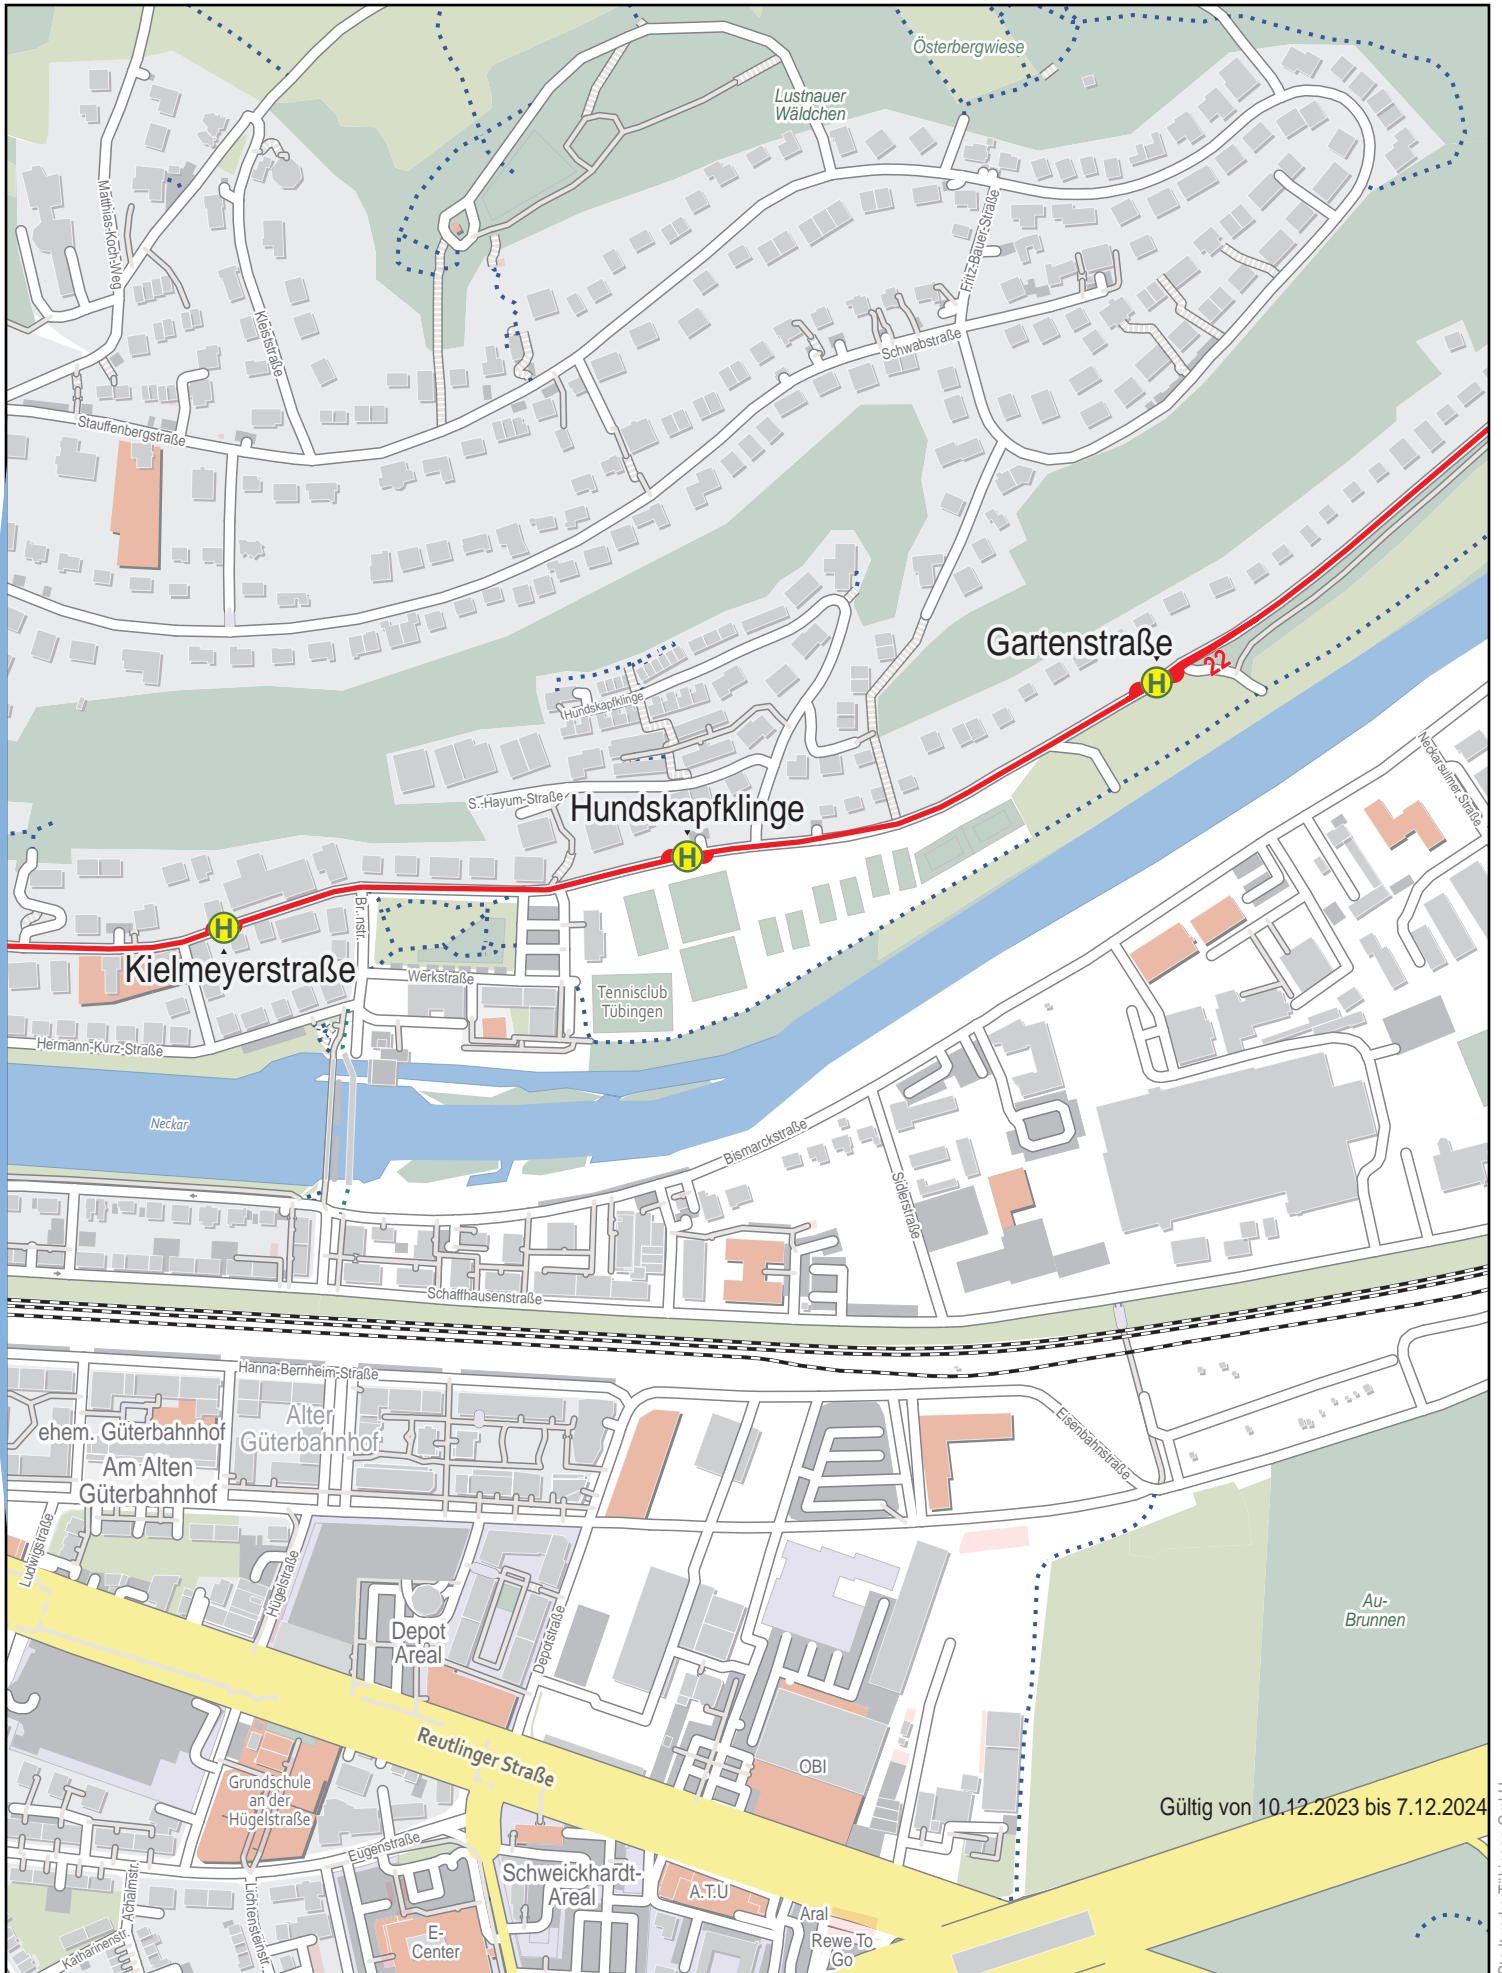 Österbergwiese
Lustnauer
Wäldchen
Matthias-Koch-Weg
Fritz-Bauer-Straße
Kleiststraße
Schwabstraße
Stauffenbergstraße
Gartenstraße
H
22
Hundskapfklinge
S.-Hayum-Straße
Hundskapfklinge
H
Neckarsulmer Straße
Br.nstr.
H
Kielmeyerstraße
Werkstraße
Tennisclub
Tübingen
Hermann-Kurz-Straße
Neckar
Bismarckstraße
Sidlerstraße
Schaffhausenstraße
Hanna-Bernheim-Straße
Alter
Güterbahnhof
ehem. Güterbahnhof
Am Alten
Güterbahnhof
Eisenbahnstraße
Ludwigstraße
Hügelstraße
Depot
Areal
Depotstraße
Au-
Brunnen
Reutlinger Straße
OBI
Grundschule
an der
Hügelstraße
Gültig von 10.12.2023 bis 7.12.2024
Eugenstraße
Schweickhardt-
Areal
A.T.U
Achalmstr.
Lichtensteinstr.
Katharinenstr.
E-
Center
Aral
Rewe To
Go